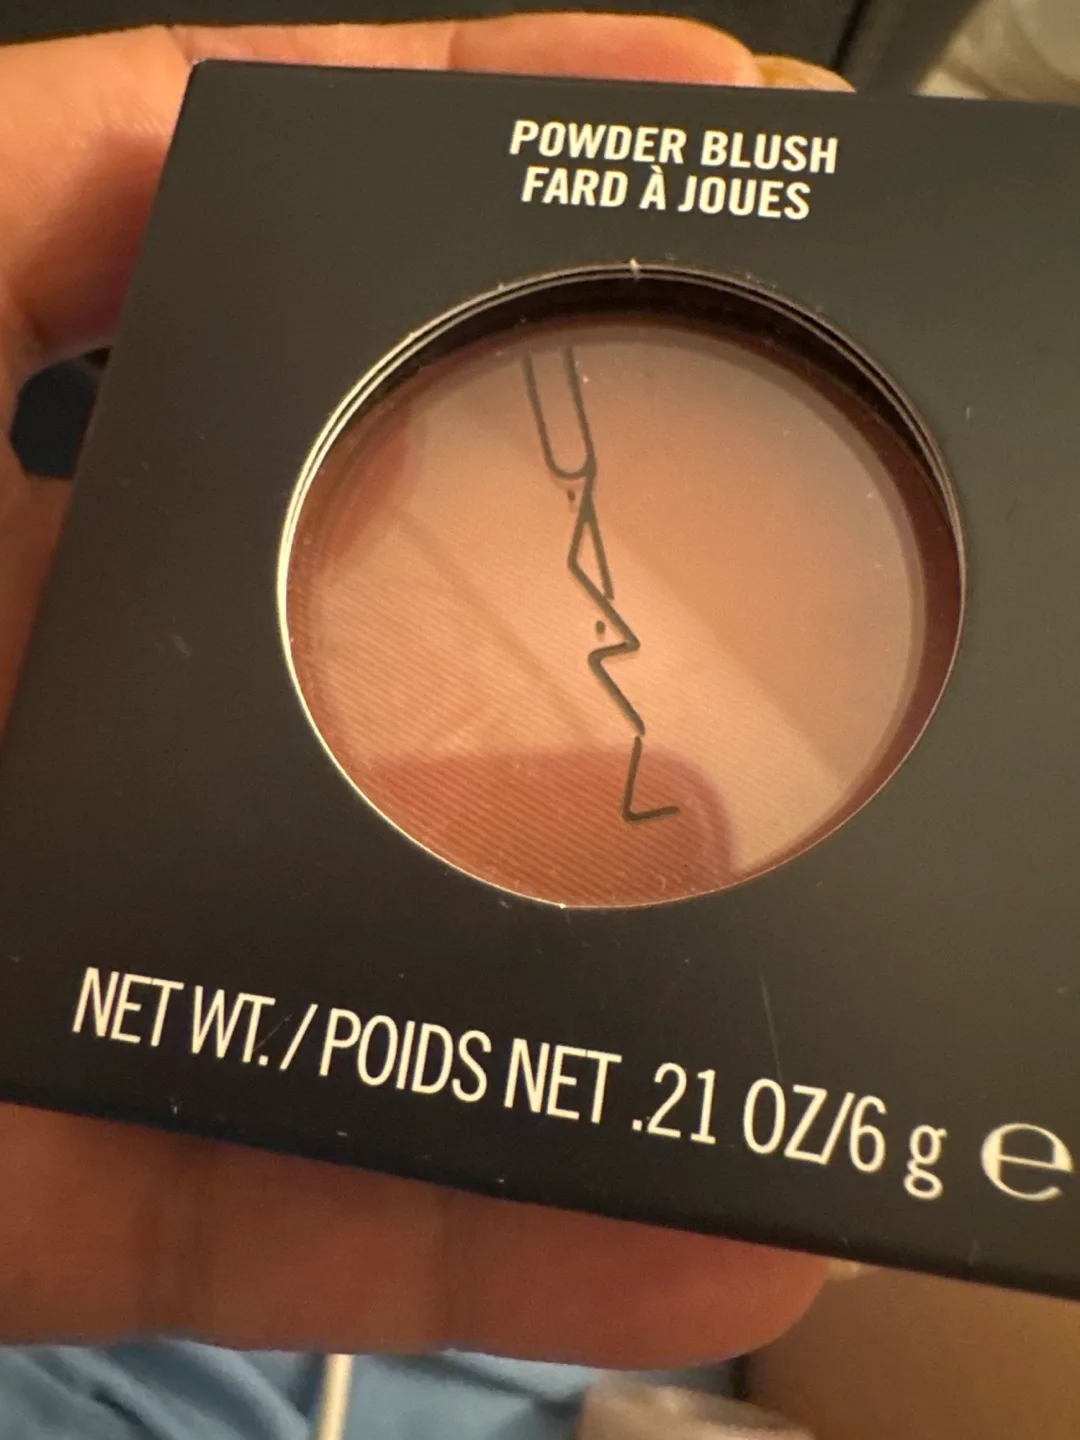 POWDER BLUSH
FARD À JOUES
M·A·C
NET WT. / POIDS NET .21 OZ/6 g ℮